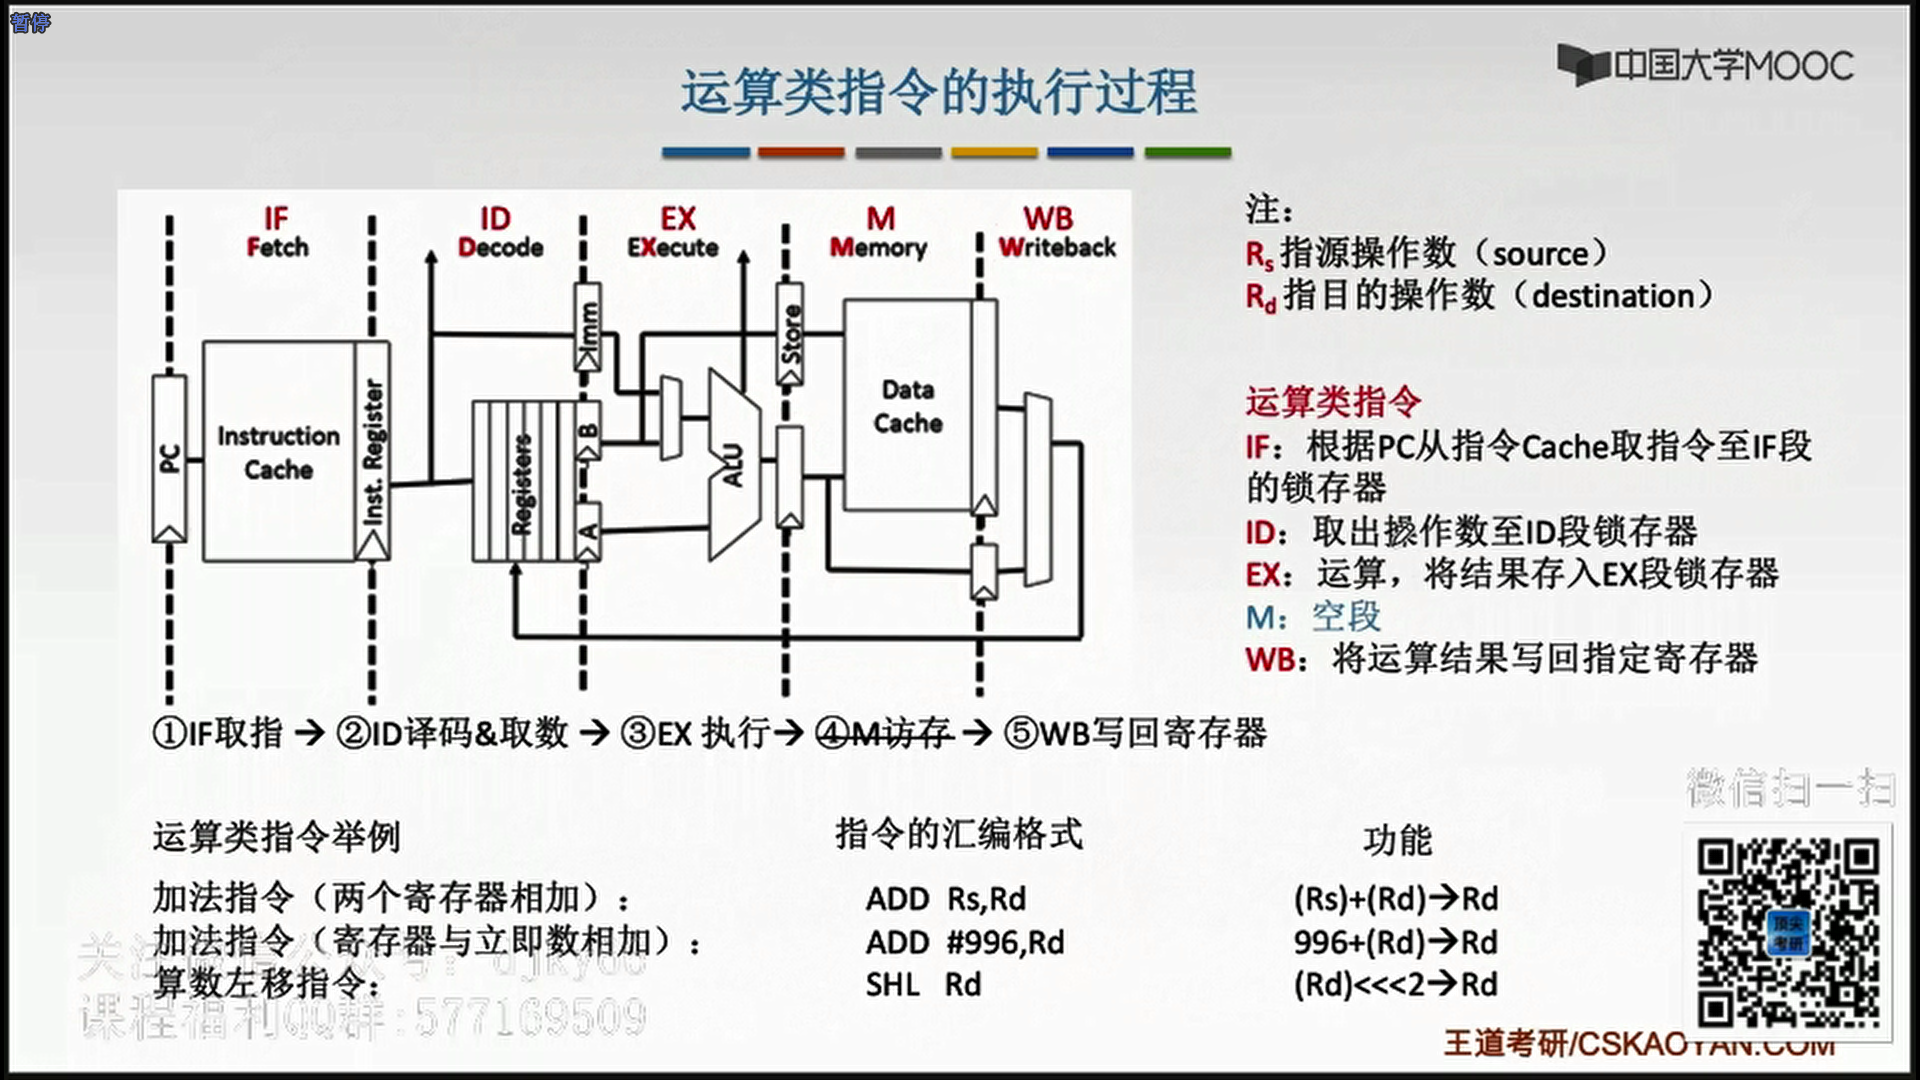 暂停
中国大学MOOC
运算类指令的执行过程
IF
Fetch
ID
Decode
EX
EXecute
M
Memory
WB
Writeback
PC
Instruction
Cache
Inst. Register
Registers
Imm
B
A
ALU
Store
Data
Cache
注：
Rs指源操作数（source）
Rd指目的操作数（destination）
运算类指令
IF：根据PC从指令Cache取指令至IF段
的锁存器
ID：取出操作数至ID段锁存器
EX：运算，将结果存入EX段锁存器
M：空段
WB：将运算结果写回指定寄存器
①IF取指 → ②ID译码&取数 → ③EX 执行→ ④M访存 → ⑤WB写回寄存器
运算类指令举例 指令的汇编格式 功能
加法指令（两个寄存器相加）： ADD Rs,Rd (Rs)+(Rd)→Rd
加法指令（寄存器与立即数相加）： ADD #996,Rd 996+(Rd)→Rd
算数左移指令： SHL Rd (Rd)<<<2→Rd
课程福利QQ群:577169509
微信扫一扫
顶尖
考研
王道考研/CSKAOYAN.COM